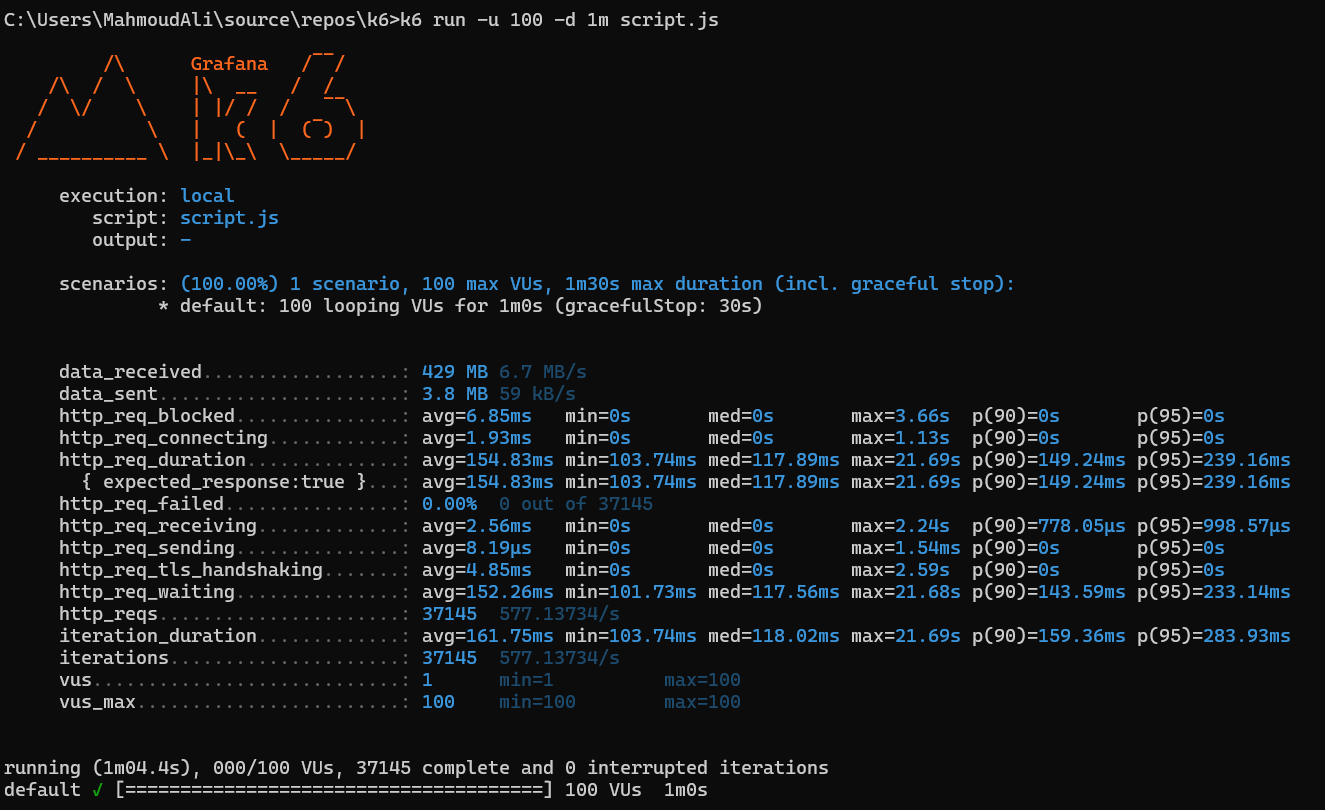 C:\Users\MahmoudAli\source\repos\k6>k6 run -u 100 -d 1m script.js
Grafana
execution: local
script: script.js
output: -
scenarios: (100.00%) 1 scenario, 100 max VUs, 1m30s max duration (incl. graceful stop):
* default: 100 looping VUs for 1m0s (gracefulStop: 30s)
data_received..................: 429 MB 6.7 MB/s
data_sent......................: 3.8 MB 59 kB/s
http_req_blocked...............: avg=6.85ms   min=0s       med=0s       max=3.66s  p(90)=0s       p(95)=0s
http_req_connecting............: avg=1.93ms   min=0s       med=0s       max=1.13s  p(90)=0s       p(95)=0s
http_req_duration..............: avg=154.83ms min=103.74ms med=117.89ms max=21.69s p(90)=149.24ms p(95)=239.16ms
{ expected_response:true }...: avg=154.83ms min=103.74ms med=117.89ms max=21.69s p(90)=149.24ms p(95)=239.16ms
http_req_failed................: 0.00%  0 out of 37145
http_req_receiving.............: avg=2.56ms   min=0s       med=0s       max=2.24s  p(90)=778.05µs p(95)=998.57µs
http_req_sending...............: avg=8.19µs   min=0s       med=0s       max=1.54ms p(90)=0s       p(95)=0s
http_req_tls_handshaking.......: avg=4.85ms   min=0s       med=0s       max=2.59s  p(90)=0s       p(95)=0s
http_req_waiting...............: avg=152.26ms min=101.73ms med=117.56ms max=21.68s p(90)=143.59ms p(95)=233.14ms
http_reqs......................: 37145  577.13734/s
iteration_duration.............: avg=161.75ms min=103.74ms med=118.02ms max=21.69s p(90)=159.36ms p(95)=283.93ms
iterations.....................: 37145  577.13734/s
vus............................: 1      min=1          max=100
vus_max........................: 100    min=100        max=100
running (1m04.4s), 000/100 VUs, 37145 complete and 0 interrupted iterations
default ✓ [======================================] 100 VUs  1m0s